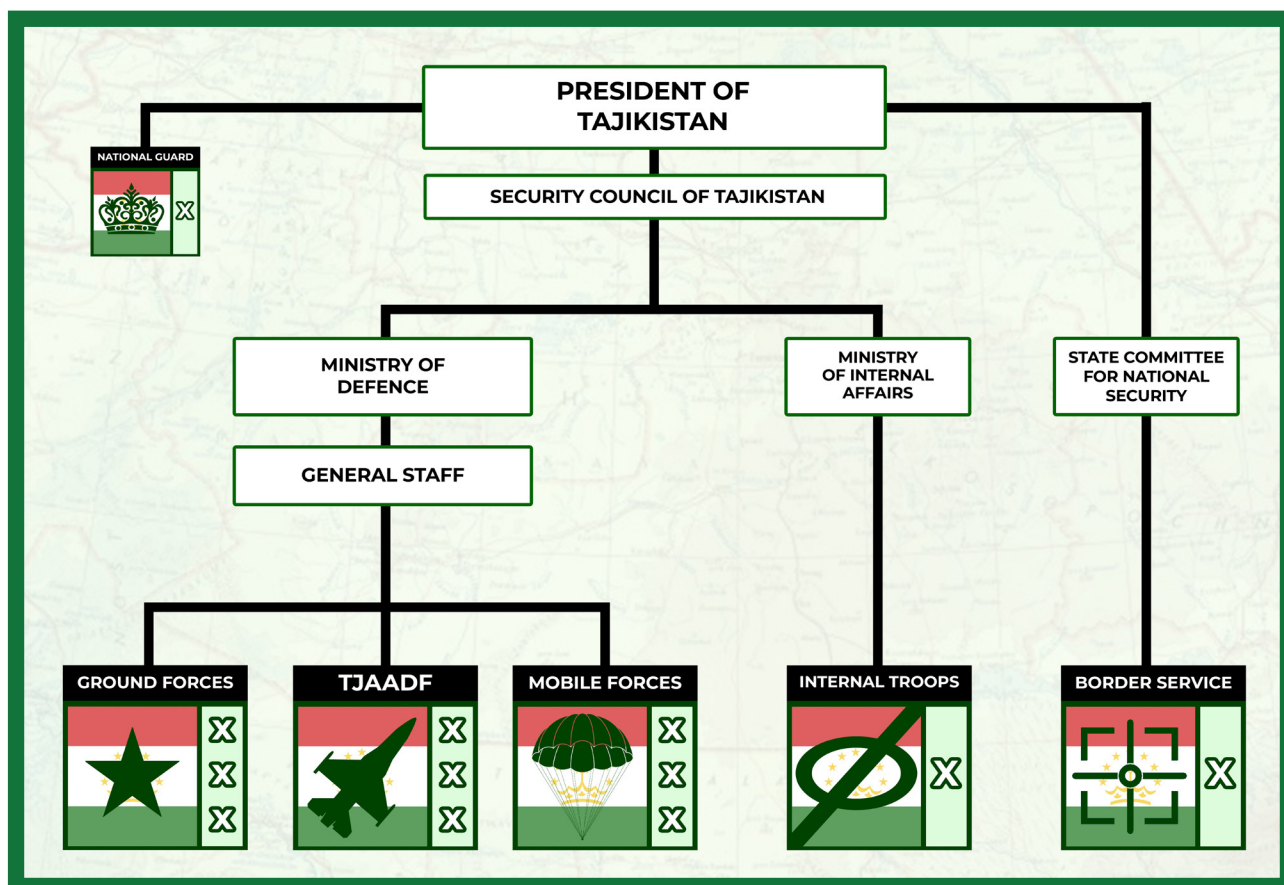 PRESIDENT OF
TAJIKISTAN
NATIONAL GUARD
X
SECURITY COUNCIL OF TAJIKISTAN
MINISTRY OF
DEFENCE
MINISTRY
OF INTERNAL
AFFAIRS
STATE COMMITTEE
FOR NATIONAL
SECURITY
GENERAL STAFF
GROUND FORCES
X
X
X
TJAADF
X
X
X
MOBILE FORCES
X
X
X
INTERNAL TROOPS
X
BORDER SERVICE
X